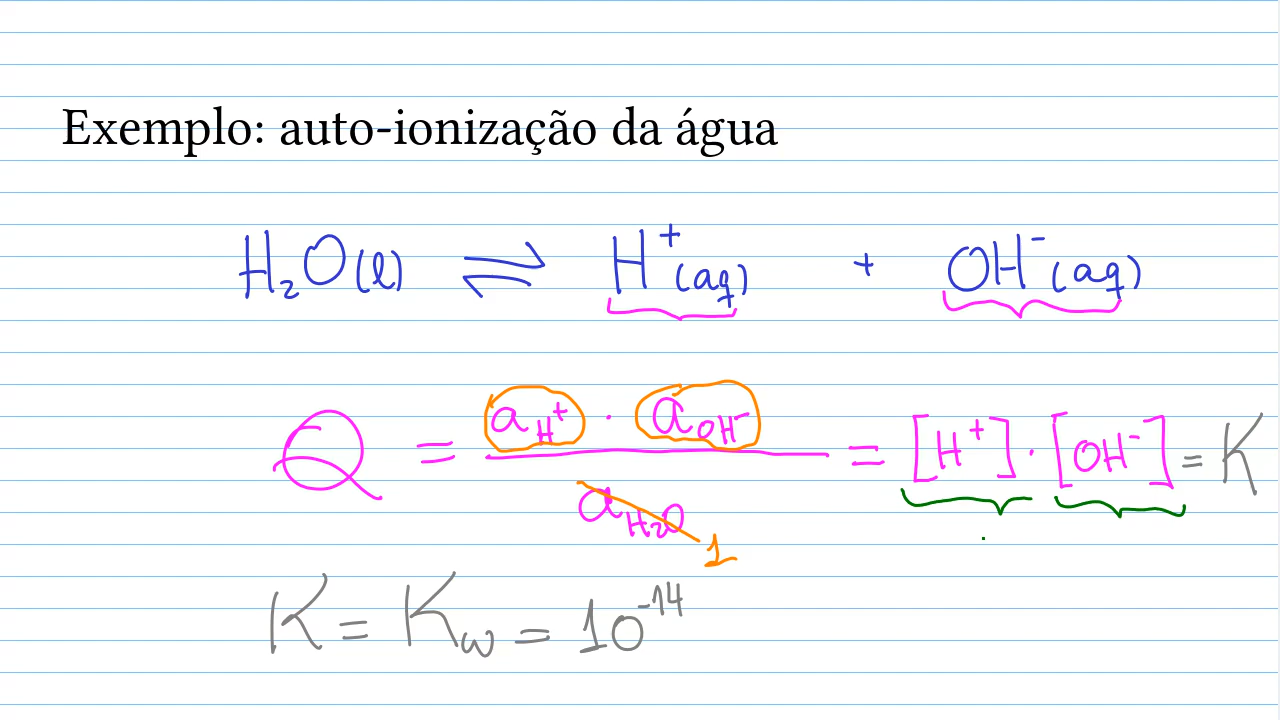 Exemplo: auto-ionização da água
H₂O(l) ⇌ H⁺(aq) + OH⁻(aq)
Q = a_H⁺ · a_OH⁻ / a_H₂O 1 = [H⁺] · [OH⁻] = K
K = K_w = 10⁻¹⁴